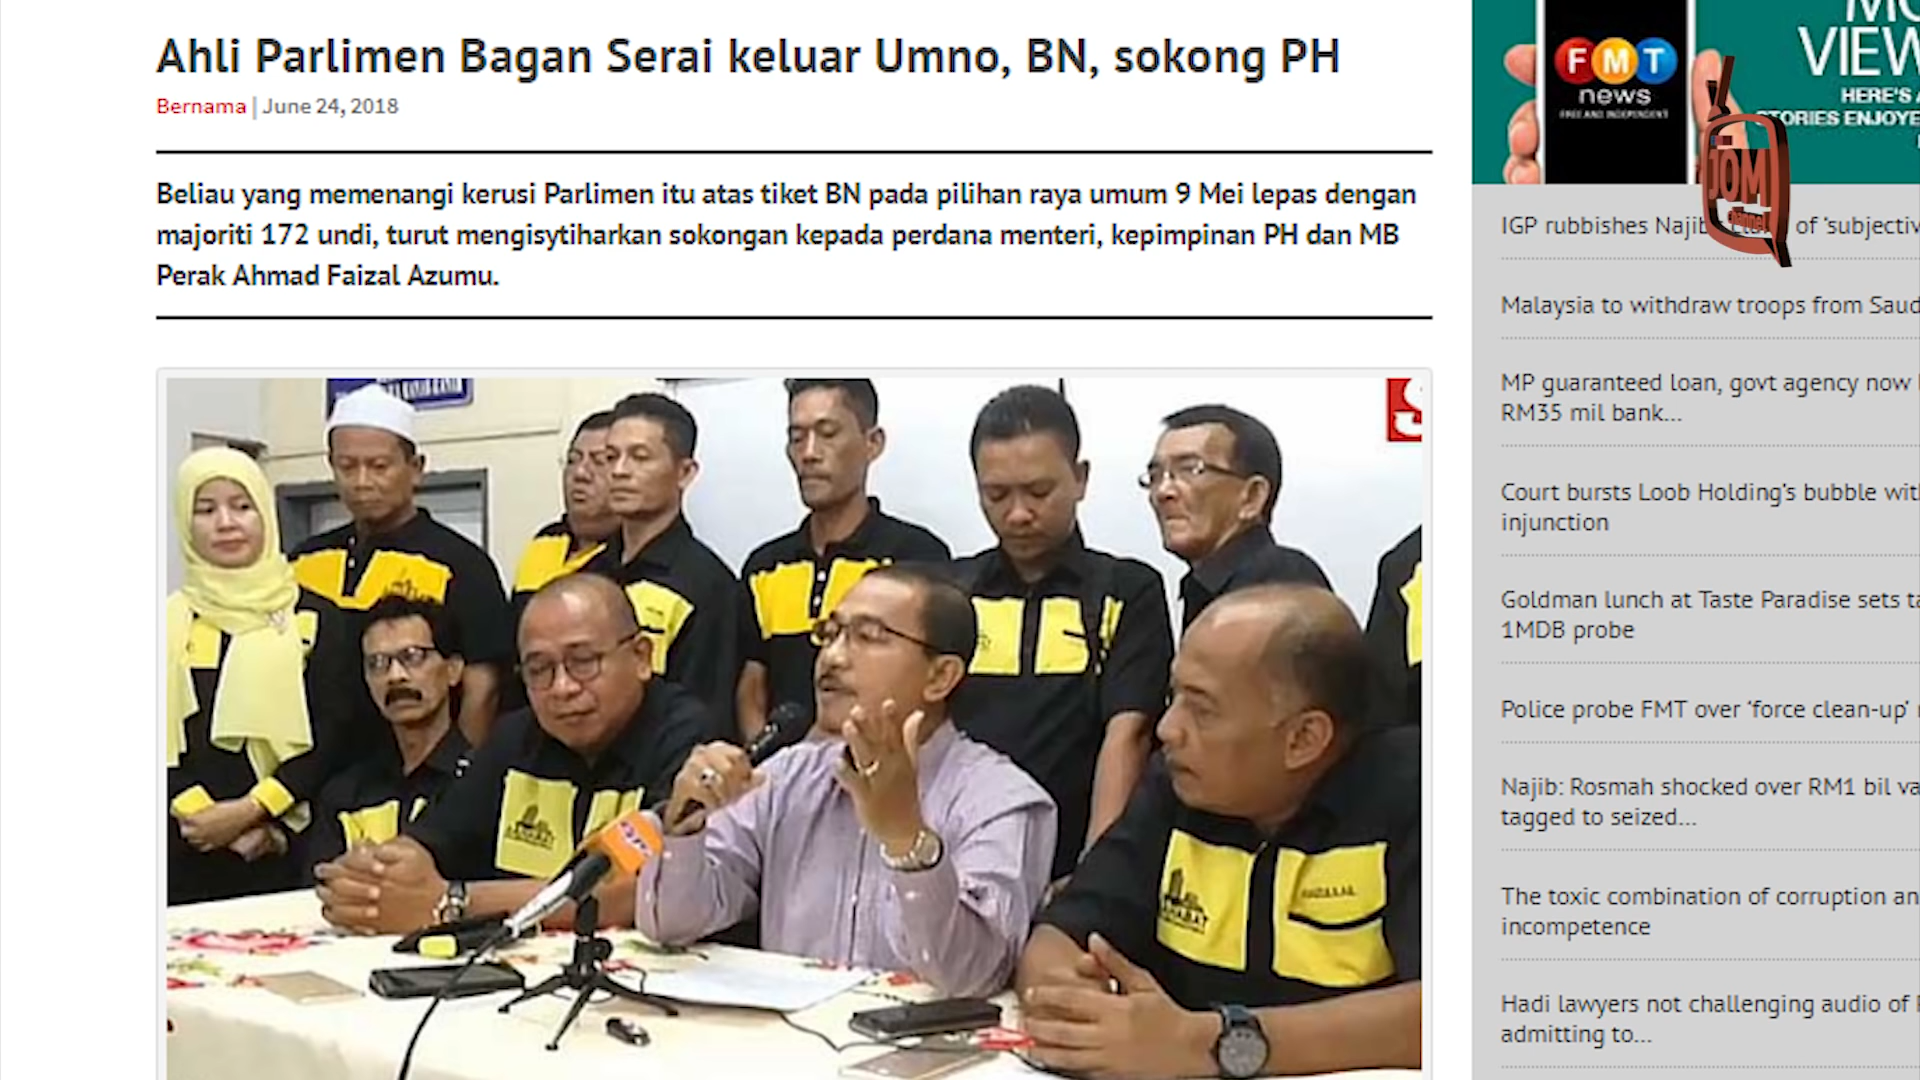 Ahli Parlimen Bagan Serai keluar Umno, BN, sokong PH
Bernama | June 24, 2018
Beliau yang memenangi kerusi Parlimen itu atas tiket BN pada pilihan raya umum 9 Mei lepas dengan
majoriti 172 undi, turut mengisytiharkan sokongan kepada perdana menteri, kepimpinan PH dan MB
Perak Ahmad Faizal Azumu.
VIEW
FMT
news
FREE AND INDEPENDENT
HERE'S
STORIES ENJOYE
JOM
channel
IGP rubbishes Najib's of 'subjectiv
Malaysia to withdraw troops from Saud
MP guaranteed loan, govt agency now
RM35 mil bank...
Court bursts Loob Holding's bubble wit
injunction
Goldman lunch at Taste Paradise sets
1MDB probe
Police probe FMT over 'force clean-up'
Najib: Rosmah shocked over RM1 bil va
tagged to seized...
The toxic combination of corruption an
incompetence
Hadi lawyers not challenging audio of
admitting to...